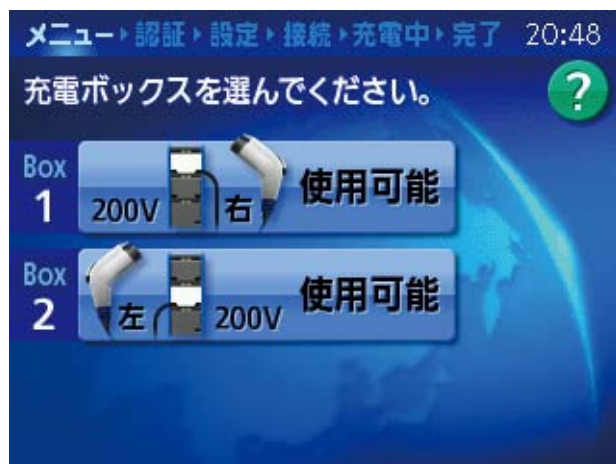 メニュー▸認証▸設定▸接続▸充電中▸完了 20:48
充電ボックスを選んでください。
?
Box 1 200V 右 使用可能
Box 2 左 200V 使用可能